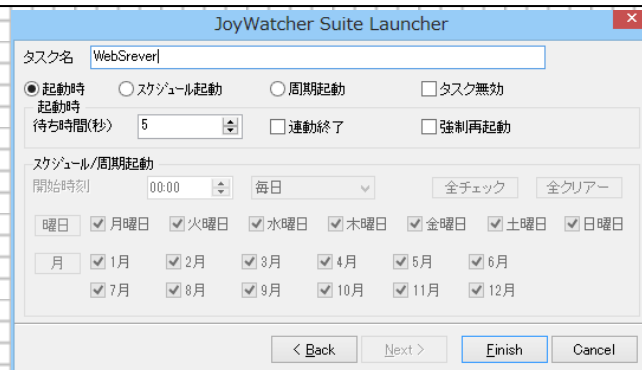 JoyWatcher Suite Launcher
タスク名 WebSrever
起動時 スケジュール起動 周期起動 タスク無効
起動時
待ち時間(秒) 5 連動終了 強制再起動
スケジュール/周期起動
開始時刻 00:00 毎日 全チェック 全クリアー
曜日 月曜日 火曜日 水曜日 木曜日 金曜日 土曜日 日曜日
月 1月 2月 3月 4月 5月 6月
7月 8月 9月 10月 11月 12月
< Back Next > Finish Cancel